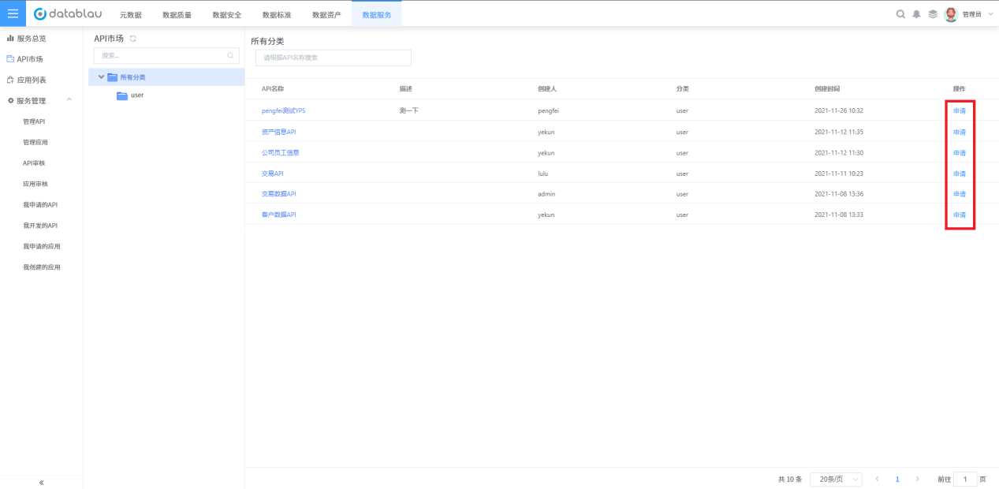 datablau 元数据 数据质量 数据安全 数据标准 数据资产 数据服务 管理员
服务总览
API市场
应用列表
服务管理
管理API
管理应用
API审核
应用审核
我申请的API
我开发的API
我申请的应用
我创建的应用
API市场
搜索...
所有分类
user
所有分类
请根据API名称搜索
API名称 描述 创建人 分类 创建时间 操作
pengfei测试YPS 测一下 pengfei user 2021-11-26 10:32 申请
资产信息API yekun user 2021-11-12 11:35 申请
公司员工信息 yekun user 2021-11-12 11:30 申请
交易API lulu user 2021-11-11 10:23 申请
交易数据API admin user 2021-11-08 13:36 申请
客户数据API yekun user 2021-11-08 13:33 申请
共 10 条 20条/页 1 前往 1 页